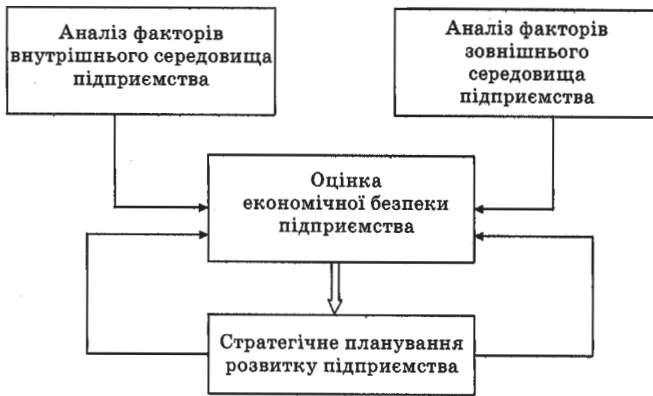 Аналіз факторів
внутрішнього середовища
підприємства
Аналіз факторів
зовнішнього
середовища
підприємства
Оцінка
економічної безпеки
підприємства
Стратегічне планування
розвитку підприємства